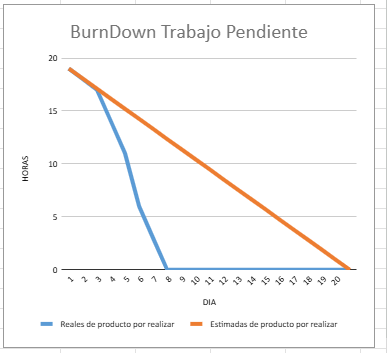 BurnDown Trabajo Pendiente
20
15
10
5
0
HORAS
1 2 3 4 5 6 7 8 9 10 11 12 13 14 15 16 17 18 19 20
DIA
Reales de producto por realizar Estimadas de producto por realizar